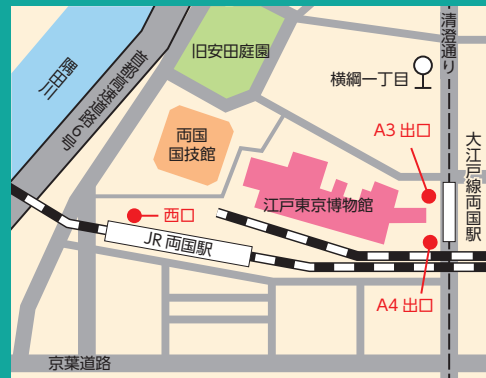 清澄通り
旧安田庭園
隅田川
首都高速道路6号
横綱一丁目
両国
国技館
A3 出口
大江戸線両国駅
江戸東京博物館
西口
JR 両国駅
A4 出口
京葉道路